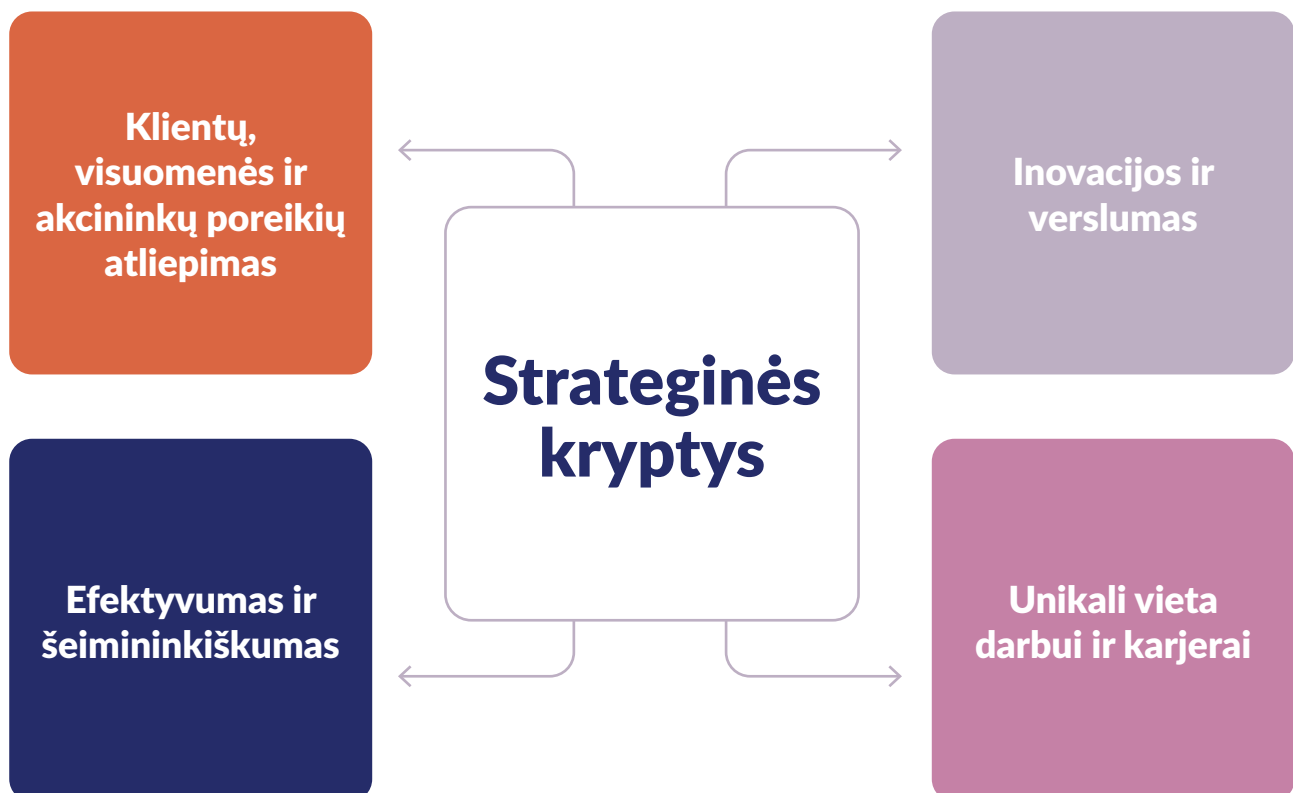 Klientų,
visuomenės ir
akcininkų poreikių
atliepimas
Inovacijos ir
verslumas
Strateginės
kryptys
Efektyvumas ir
šeimininkiškumas
Unikali vieta
darbui ir karjerai